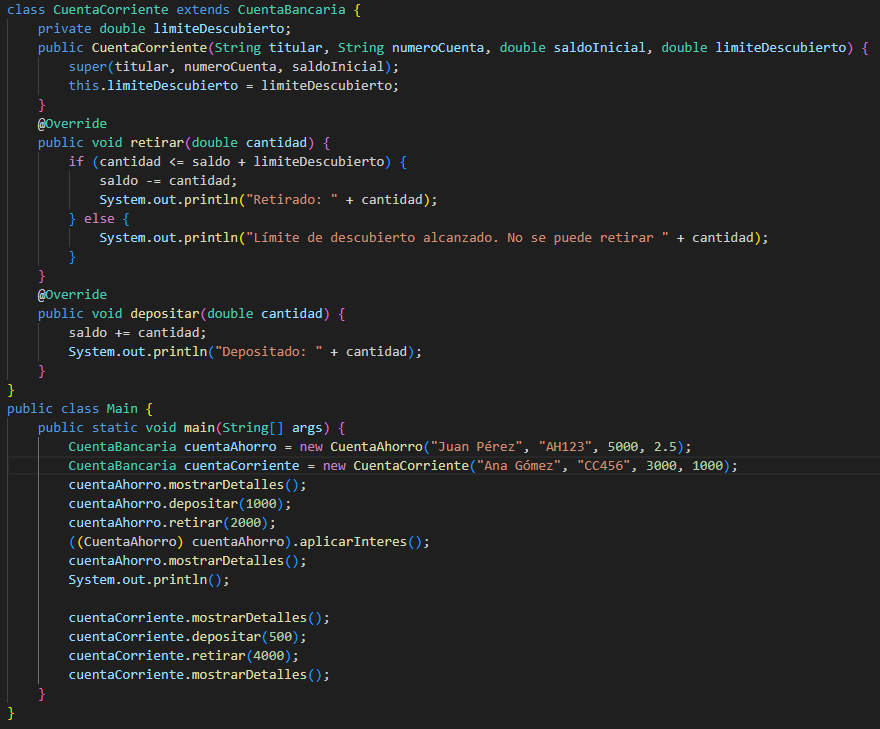 class CuentaCorriente extends CuentaBancaria {
    private double limiteDescubierto;
    public CuentaCorriente(String titular, String numeroCuenta, double saldoInicial, double limiteDescubierto) {
        super(titular, numeroCuenta, saldoInicial);
        this.limiteDescubierto = limiteDescubierto;
    }
    @Override
    public void retirar(double cantidad) {
        if (cantidad <= saldo + limiteDescubierto) {
            saldo -= cantidad;
            System.out.println("Retirado: " + cantidad);
        } else {
            System.out.println("Límite de descubierto alcanzado. No se puede retirar " + cantidad);
        }
    }
    @Override
    public void depositar(double cantidad) {
        saldo += cantidad;
        System.out.println("Depositado: " + cantidad);
    }
}
public class Main {
    public static void main(String[] args) {
        CuentaBancaria cuentaAhorro = new CuentaAhorro("Juan Pérez", "AH123", 5000, 2.5);
        CuentaBancaria cuentaCorriente = new CuentaCorriente("Ana Gómez", "CC456", 3000, 1000);
        cuentaAhorro.mostrarDetalles();
        cuentaAhorro.depositar(1000);
        cuentaAhorro.retirar(2000);
        ((CuentaAhorro) cuentaAhorro).aplicarInteres();
        cuentaAhorro.mostrarDetalles();
        System.out.println();

        cuentaCorriente.mostrarDetalles();
        cuentaCorriente.depositar(500);
        cuentaCorriente.retirar(4000);
        cuentaCorriente.mostrarDetalles();
    }
}